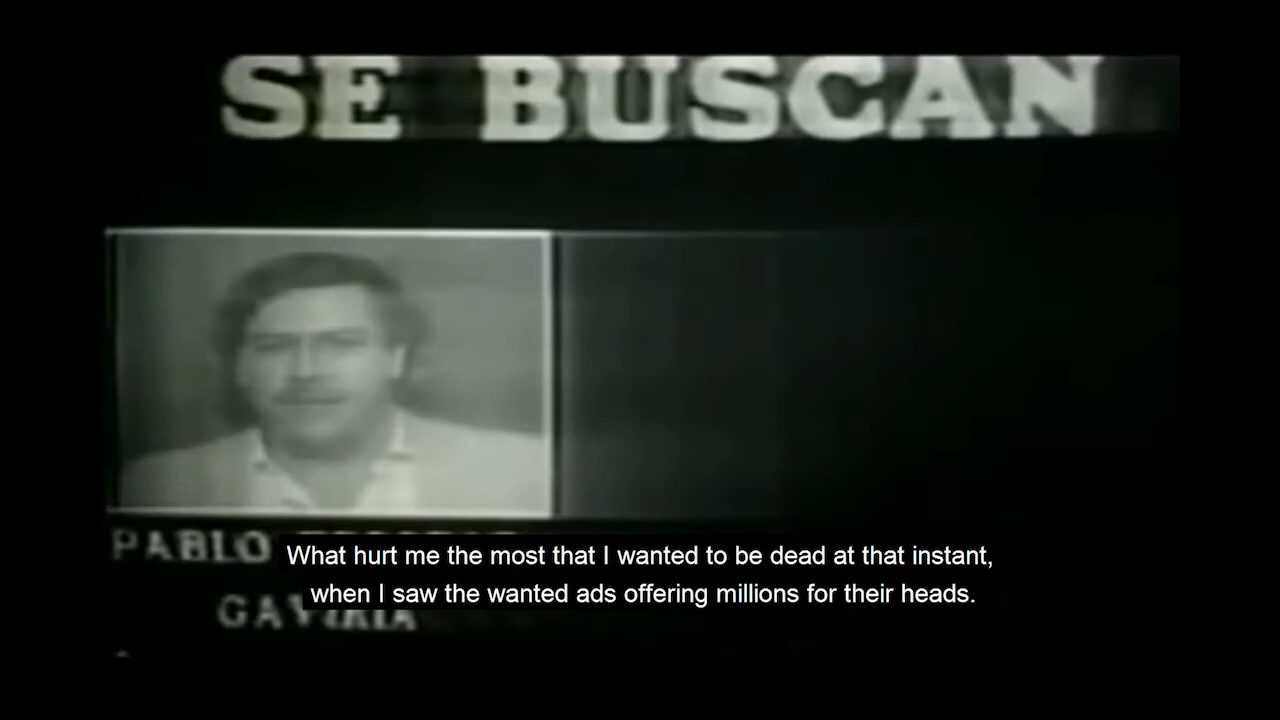 SE BUSCAN
PABLO
What hurt me the most that I wanted to be dead at that instant,
when I saw the wanted ads offering millions for their heads.
GAVIRIA